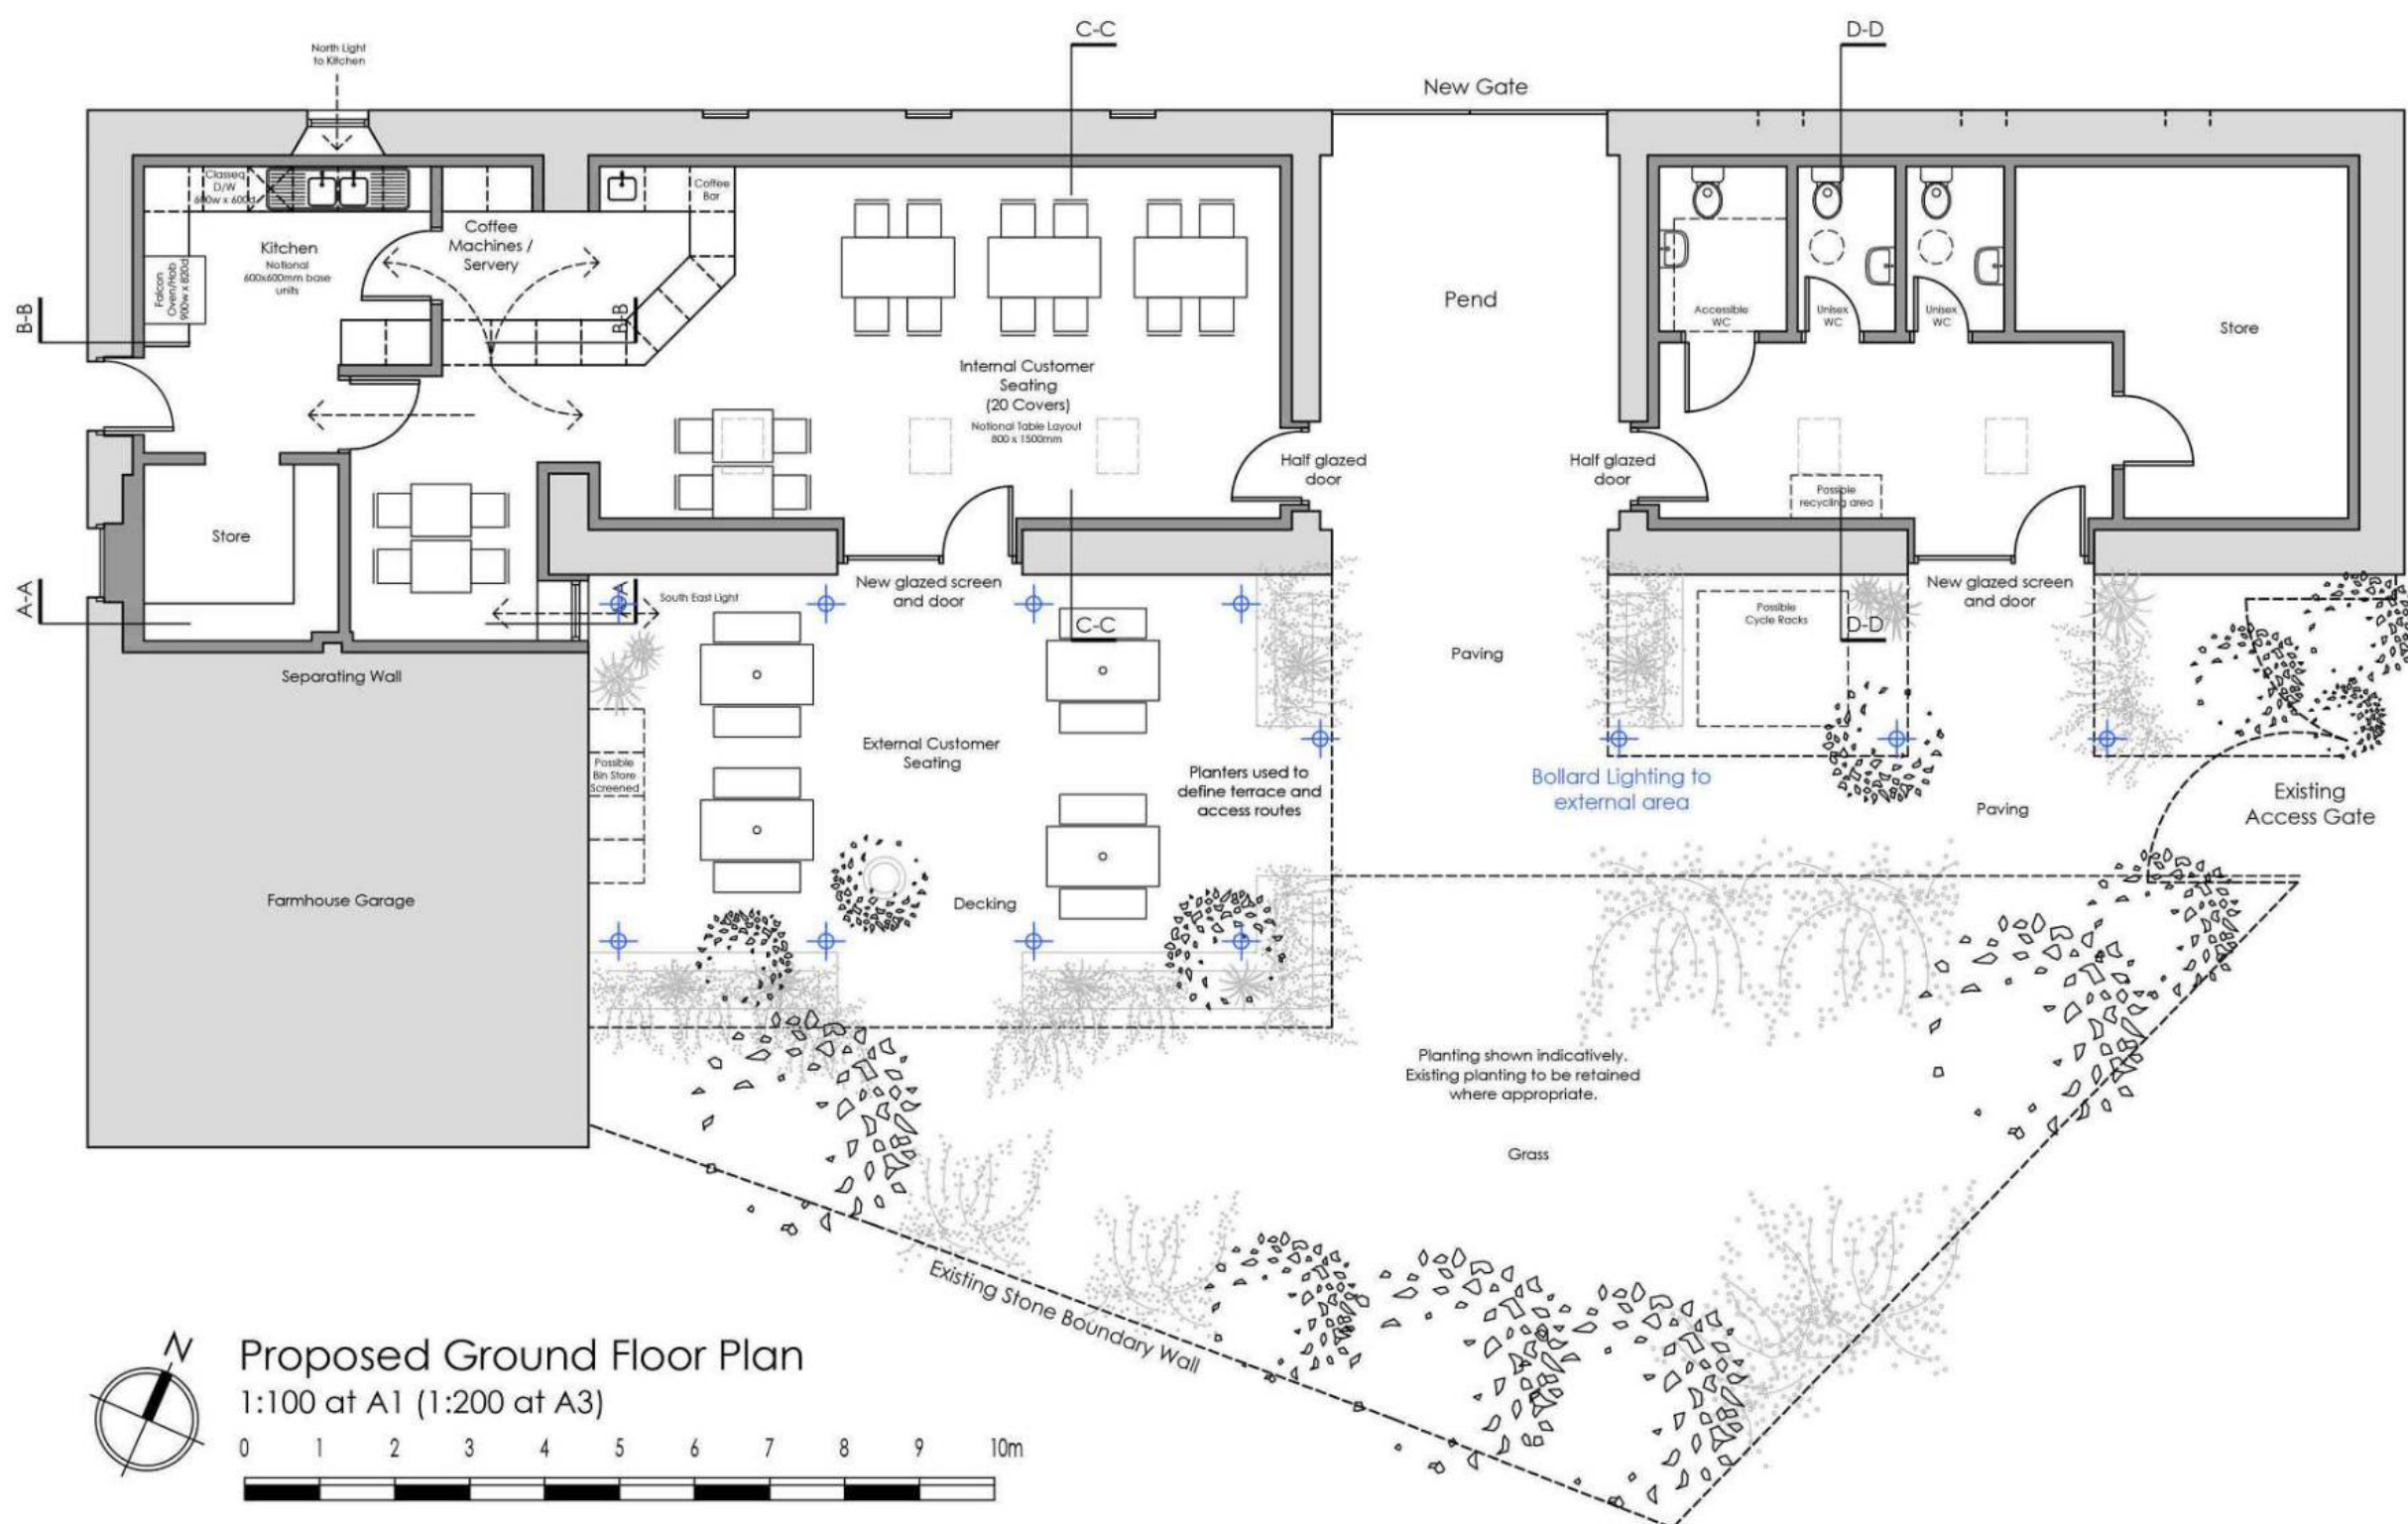 C-C
D-D
North Light
to Kitchen
New Gate
Classeq
D/W
600w x 600d
Coffee
Bar
Kitchen
Notional
600x600mm base
units
Coffee
Machines /
Servery
Falcon
Oven/Hob
900w x 820d
B-B
B-B
Pend
Accessible
WC
Unisex
WC
Unisex
WC
Store
Internal Customer
Seating
(20 Covers)
Notional Table Layout
800 x 1500mm
Half glazed
door
Half glazed
door
Possible
recycling area
Store
A-A
A-A
South East Light
New glazed screen
and door
New glazed screen
and door
Possible
Cycle Racks
C-C
D-D
Separating Wall
Paving
External Customer
Seating
Possible
Bin Store
Screened
Planters used to
define terrace and
access routes
Bollard Lighting to
external area
Paving
Existing
Access Gate
Farmhouse Garage
Decking
Planting shown indicatively.
Existing planting to be retained
where appropriate.
Grass
Existing Stone Boundary Wall
N
Proposed Ground Floor Plan
1:100 at A1 (1:200 at A3)
0 1 2 3 4 5 6 7 8 9 10m